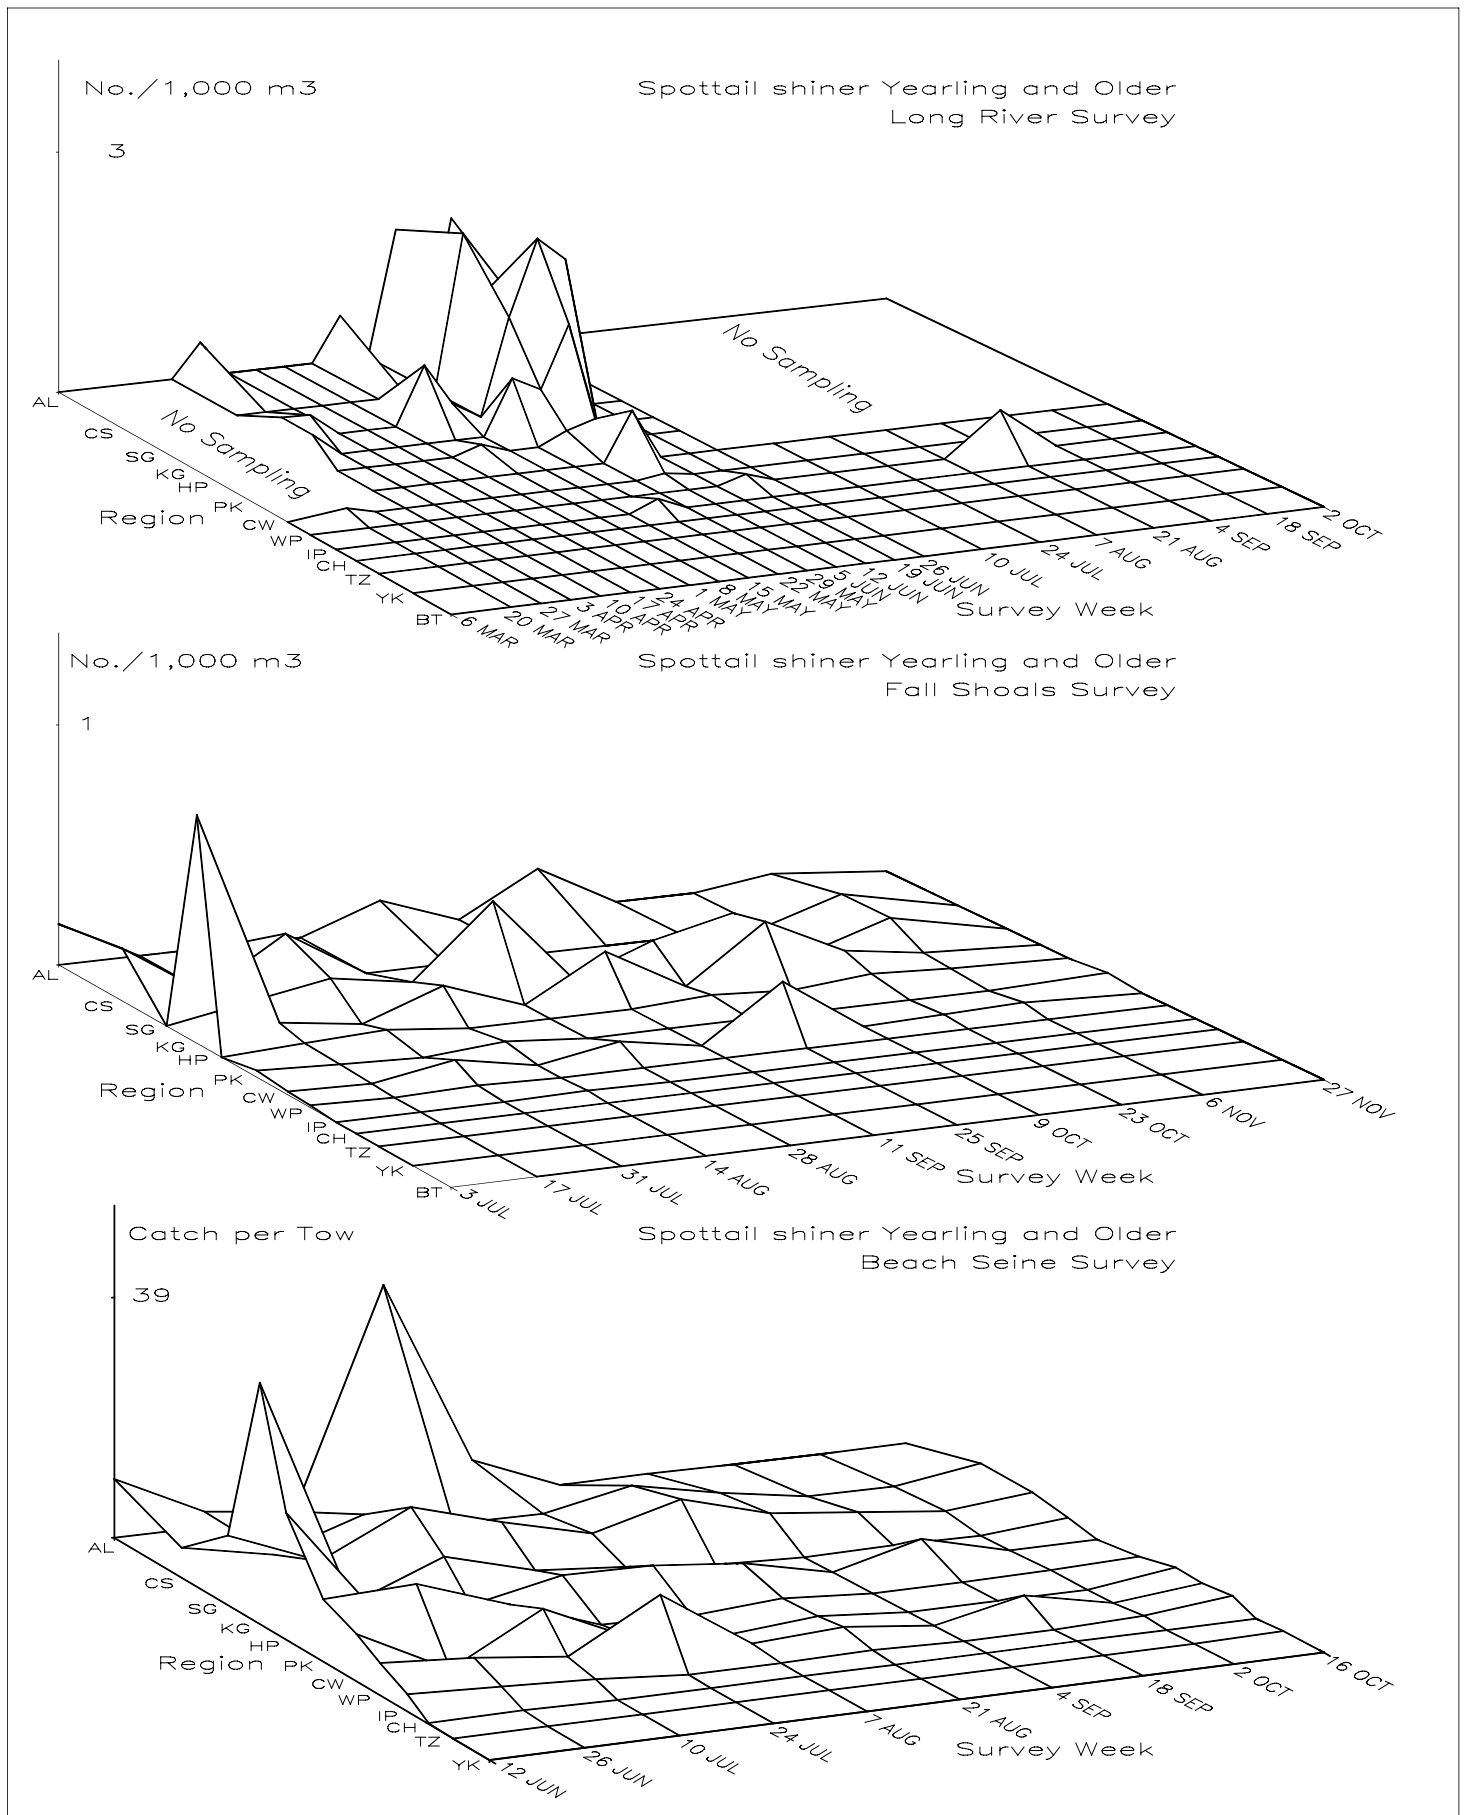 No./1,000 m3
Spottail shiner Yearling and Older
Long River Survey
3
No Sampling
AL
CS
SG
KG
HP
PK
CW
WP
IP
CH
TZ
YK
BT
Region
No Sampling
6 MAR
20 MAR
27 MAR
3 APR
10 APR
17 APR
24 APR
1 MAY
8 MAY
15 MAY
22 MAY
29 MAY
5 JUN
12 JUN
19 JUN
26 JUN
10 JUL
24 JUL
7 AUG
21 AUG
4 SEP
18 SEP
2 OCT
Survey Week
No./1,000 m3
Spottail shiner Yearling and Older
Fall Shoals Survey
1
AL
CS
SG
KG
HP
PK
CW
WP
IP
CH
TZ
YK
BT
Region
3 JUL
17 JUL
31 JUL
14 AUG
28 AUG
11 SEP
25 SEP
9 OCT
23 OCT
6 NOV
27 NOV
Survey Week
Catch per Tow
Spottail shiner Yearling and Older
Beach Seine Survey
39
AL
CS
SG
KG
HP
PK
CW
WP
IP
CH
TZ
YK
Region
12 JUN
26 JUN
10 JUL
24 JUL
7 AUG
21 AUG
4 SEP
18 SEP
2 OCT
16 OCT
Survey Week